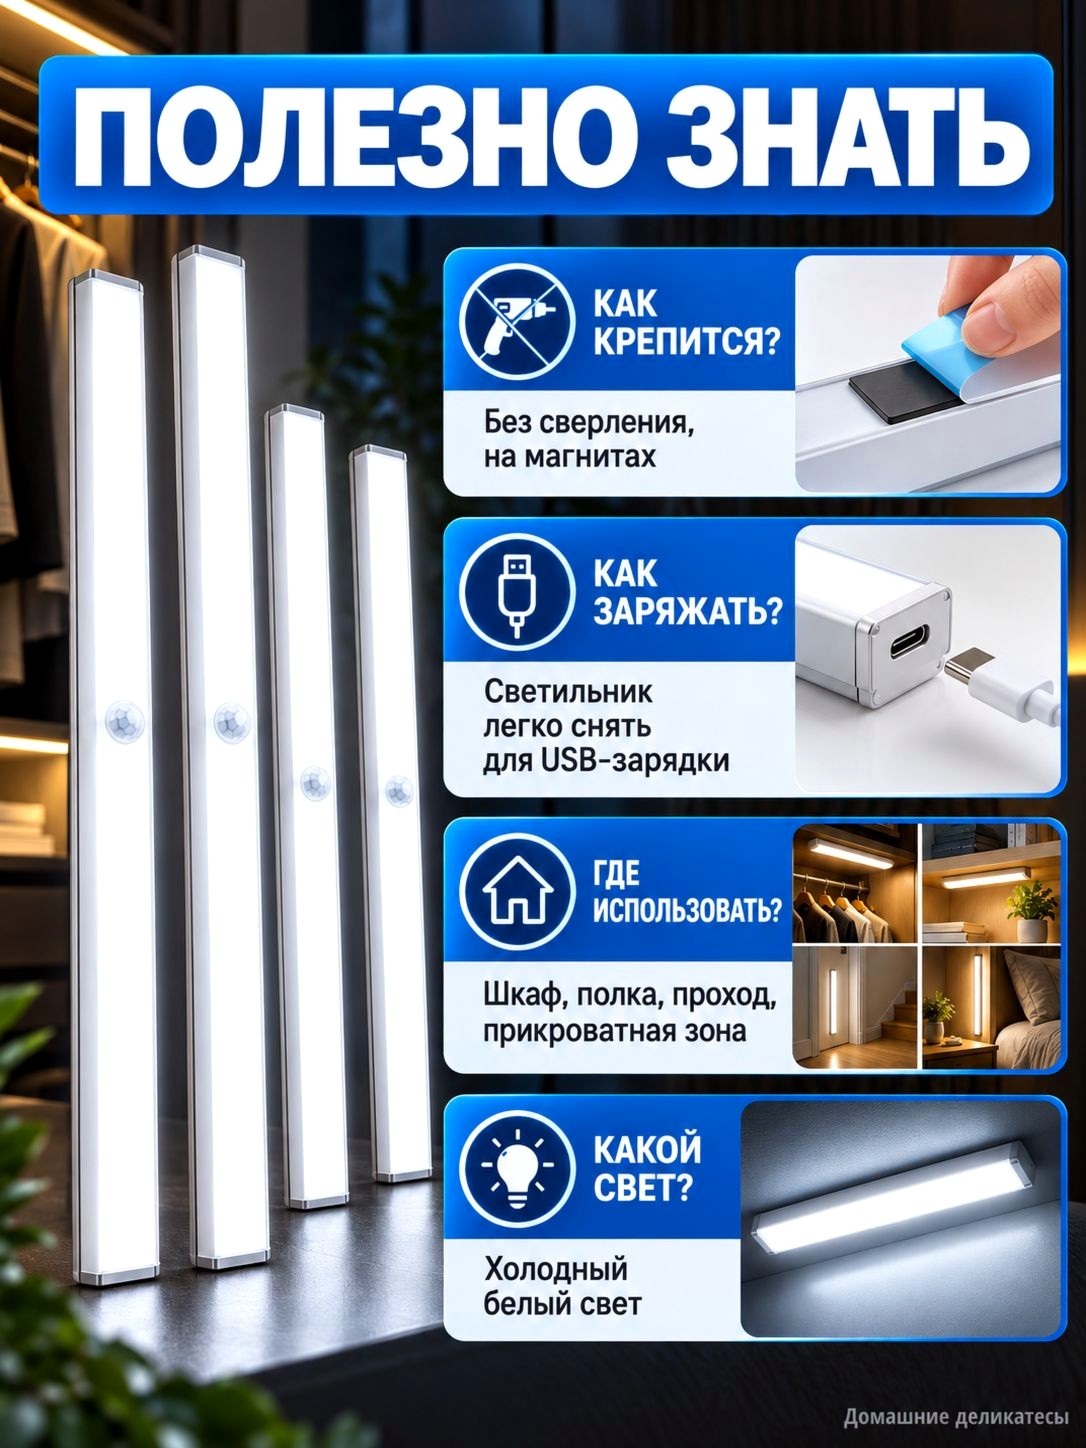 ПОЛЕЗНО ЗНАТЬ
КАК
КРЕПИТСЯ?
Без сверления,
на магнитах
КАК
ЗАРЯЖАТЬ?
Светильник
легко снять
для USB-зарядки
ГДЕ
ИСПОЛЬЗОВАТЬ?
Шкаф, полка, проход,
прикроватная зона
КАКОЙ
СВЕТ?
Холодный
белый свет
Домашние деликатесы